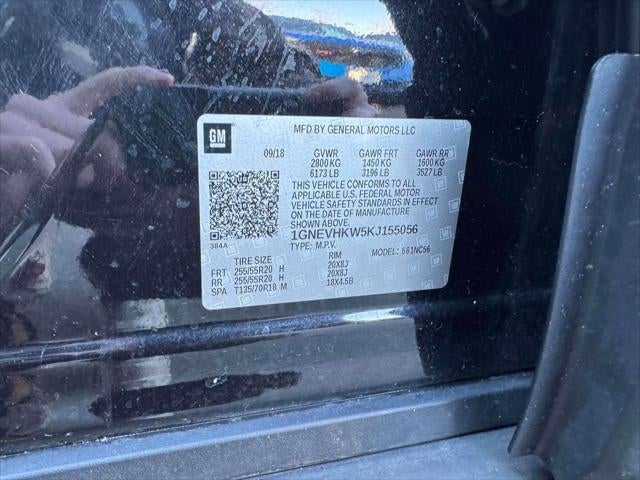 GM
MFD BY GENERAL MOTORS LLC
09/18 GVWR GAWR FRT GAWR RR
2800 KG 1450 KG 1600 KG
6173 LB 3196 LB 3527 LB
THIS VEHICLE CONFORMS TO ALL
APPLICABLE U.S. FEDERAL MOTOR
VEHICLE SAFETY STANDARDS IN EFFECT
ON THE DATE OF MANUFACTURE
SHOWN ABOVE.
384A
1GNEVHKW5KJ155056
TYPE: M.P.V. MODEL: 561NC56
TIRE SIZE RIM
FRT 255/55R20 H 20X8J
RR 255/55R20 H 20X8J
SPA T135/70R18 M 18X4.5B